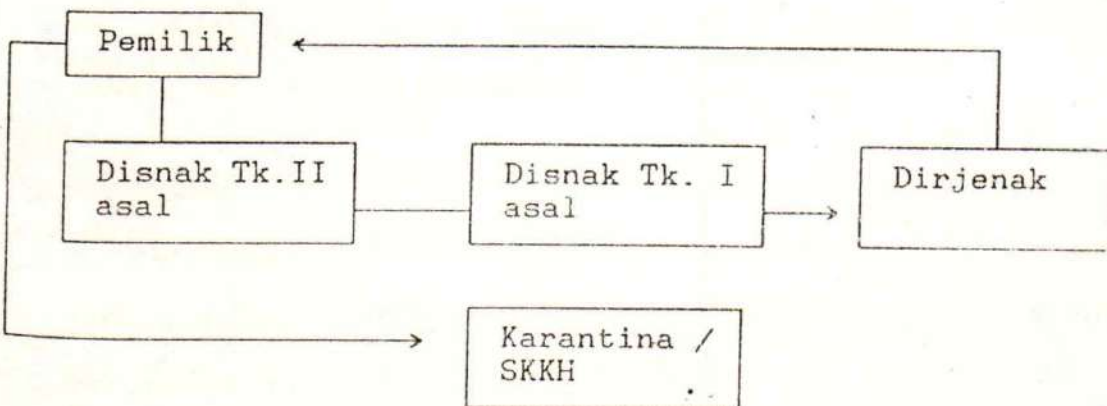 Pemilik
Disnak Tk.II
asal
Disnak Tk. I
asal
Dirjenak
Karantina /
SKKH